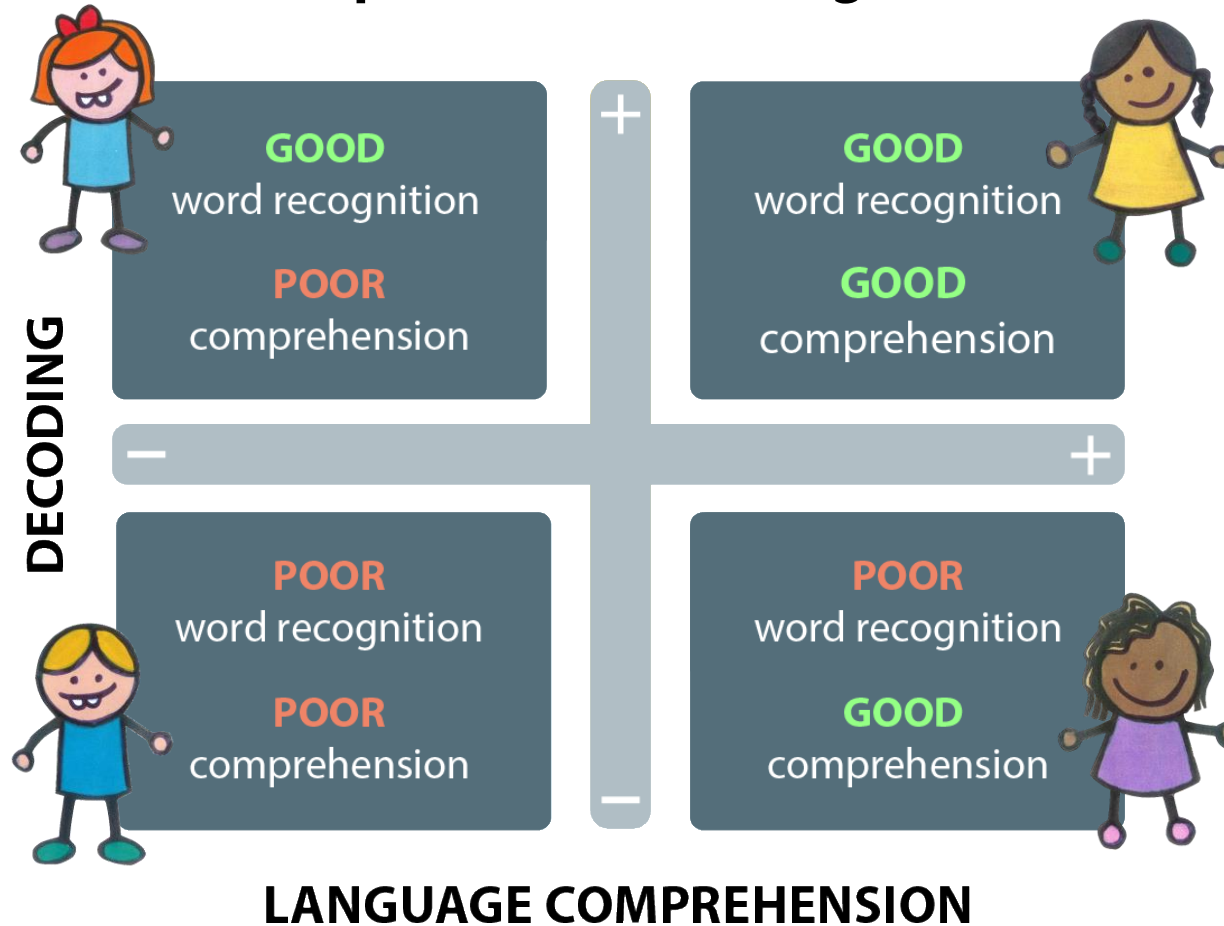 GOOD
word recognition
POOR
comprehension
+
GOOD
word recognition
GOOD
comprehension
DECODING
−
+
POOR
word recognition
POOR
comprehension
−
POOR
word recognition
GOOD
comprehension
LANGUAGE COMPREHENSION